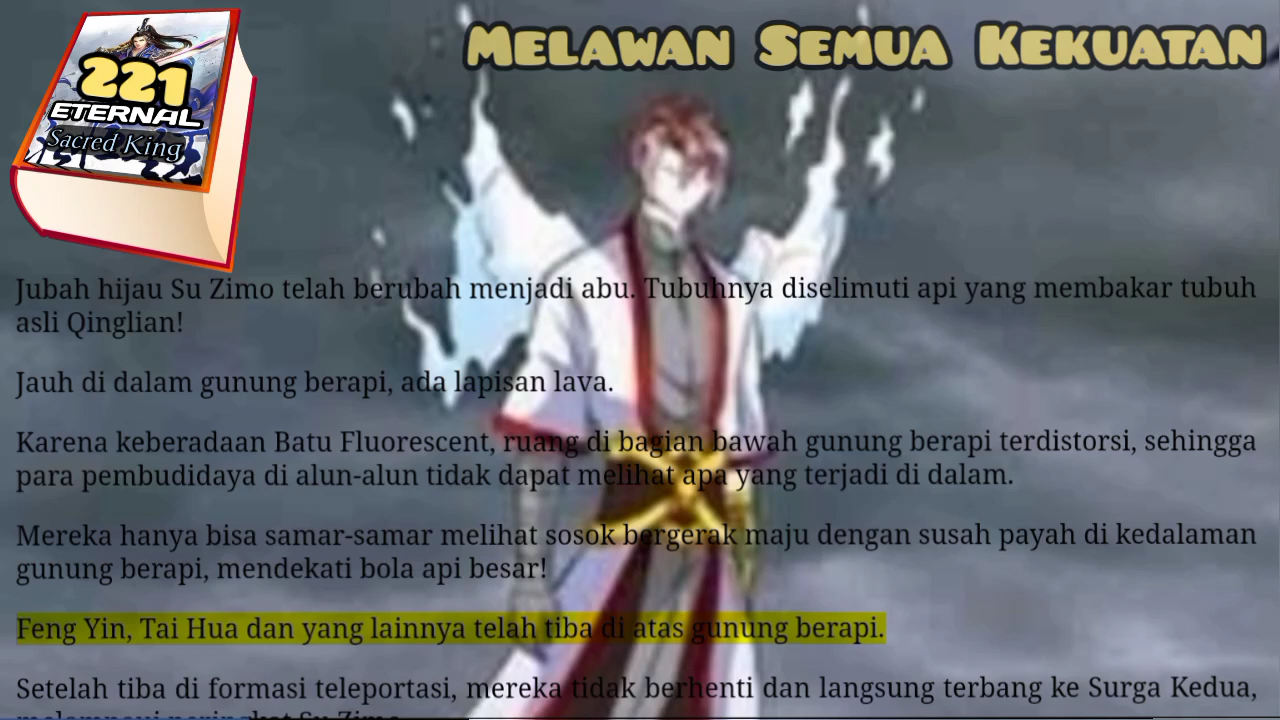 MELAWAN SEMUA KEKUATAN
221
ETERNAL
Sacred King
Jubah hijau Su Zimo telah berubah menjadi abu. Tubuhnya diselimuti api yang membakar tubuh
asli Qinglian!
Jauh di dalam gunung berapi, ada lapisan lava.
Karena keberadaan Batu Fluorescent, ruang di bagian bawah gunung berapi terdistorsi, sehingga
para pembudidaya di alun-alun tidak dapat melihat apa yang terjadi di dalam.
Mereka hanya bisa samar-samar melihat sosok bergerak maju dengan susah payah di kedalaman
gunung berapi, mendekati bola api besar!
Feng Yin, Tai Hua dan yang lainnya telah tiba di atas gunung berapi.
Setelah tiba di formasi teleportasi, mereka tidak berhenti dan langsung terbang ke Surga Kedua,